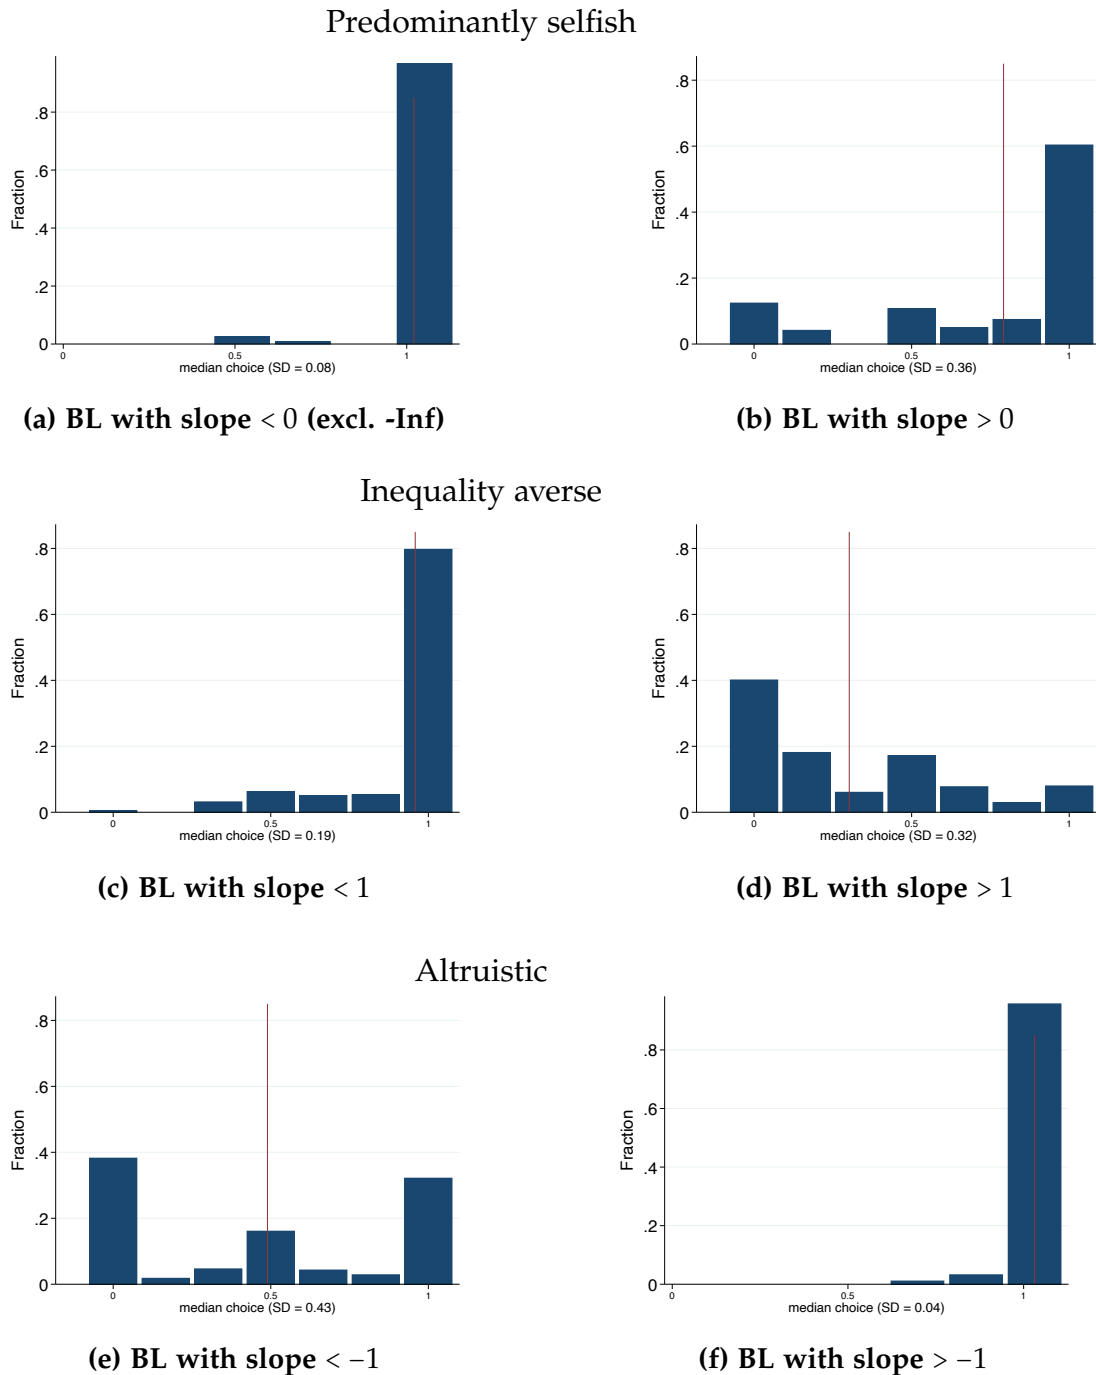 Predominantly selfish
Fraction
.8
.6
.4
.2
0
0 0.5 1
median choice (SD = 0.08)
(a) BL with slope < 0 (excl. -Inf)
Fraction
.8
.6
.4
.2
0
0 0.5 1
median choice (SD = 0.36)
(b) BL with slope > 0
Inequality averse
Fraction
.8
.6
.4
.2
0
0 0.5 1
median choice (SD = 0.19)
(c) BL with slope < 1
Fraction
.8
.6
.4
.2
0
0 0.5 1
median choice (SD = 0.32)
(d) BL with slope > 1
Altruistic
Fraction
.8
.6
.4
.2
0
0 0.5 1
median choice (SD = 0.43)
(e) BL with slope < −1
Fraction
.8
.6
.4
.2
0
0 0.5 1
median choice (SD = 0.04)
(f) BL with slope > −1